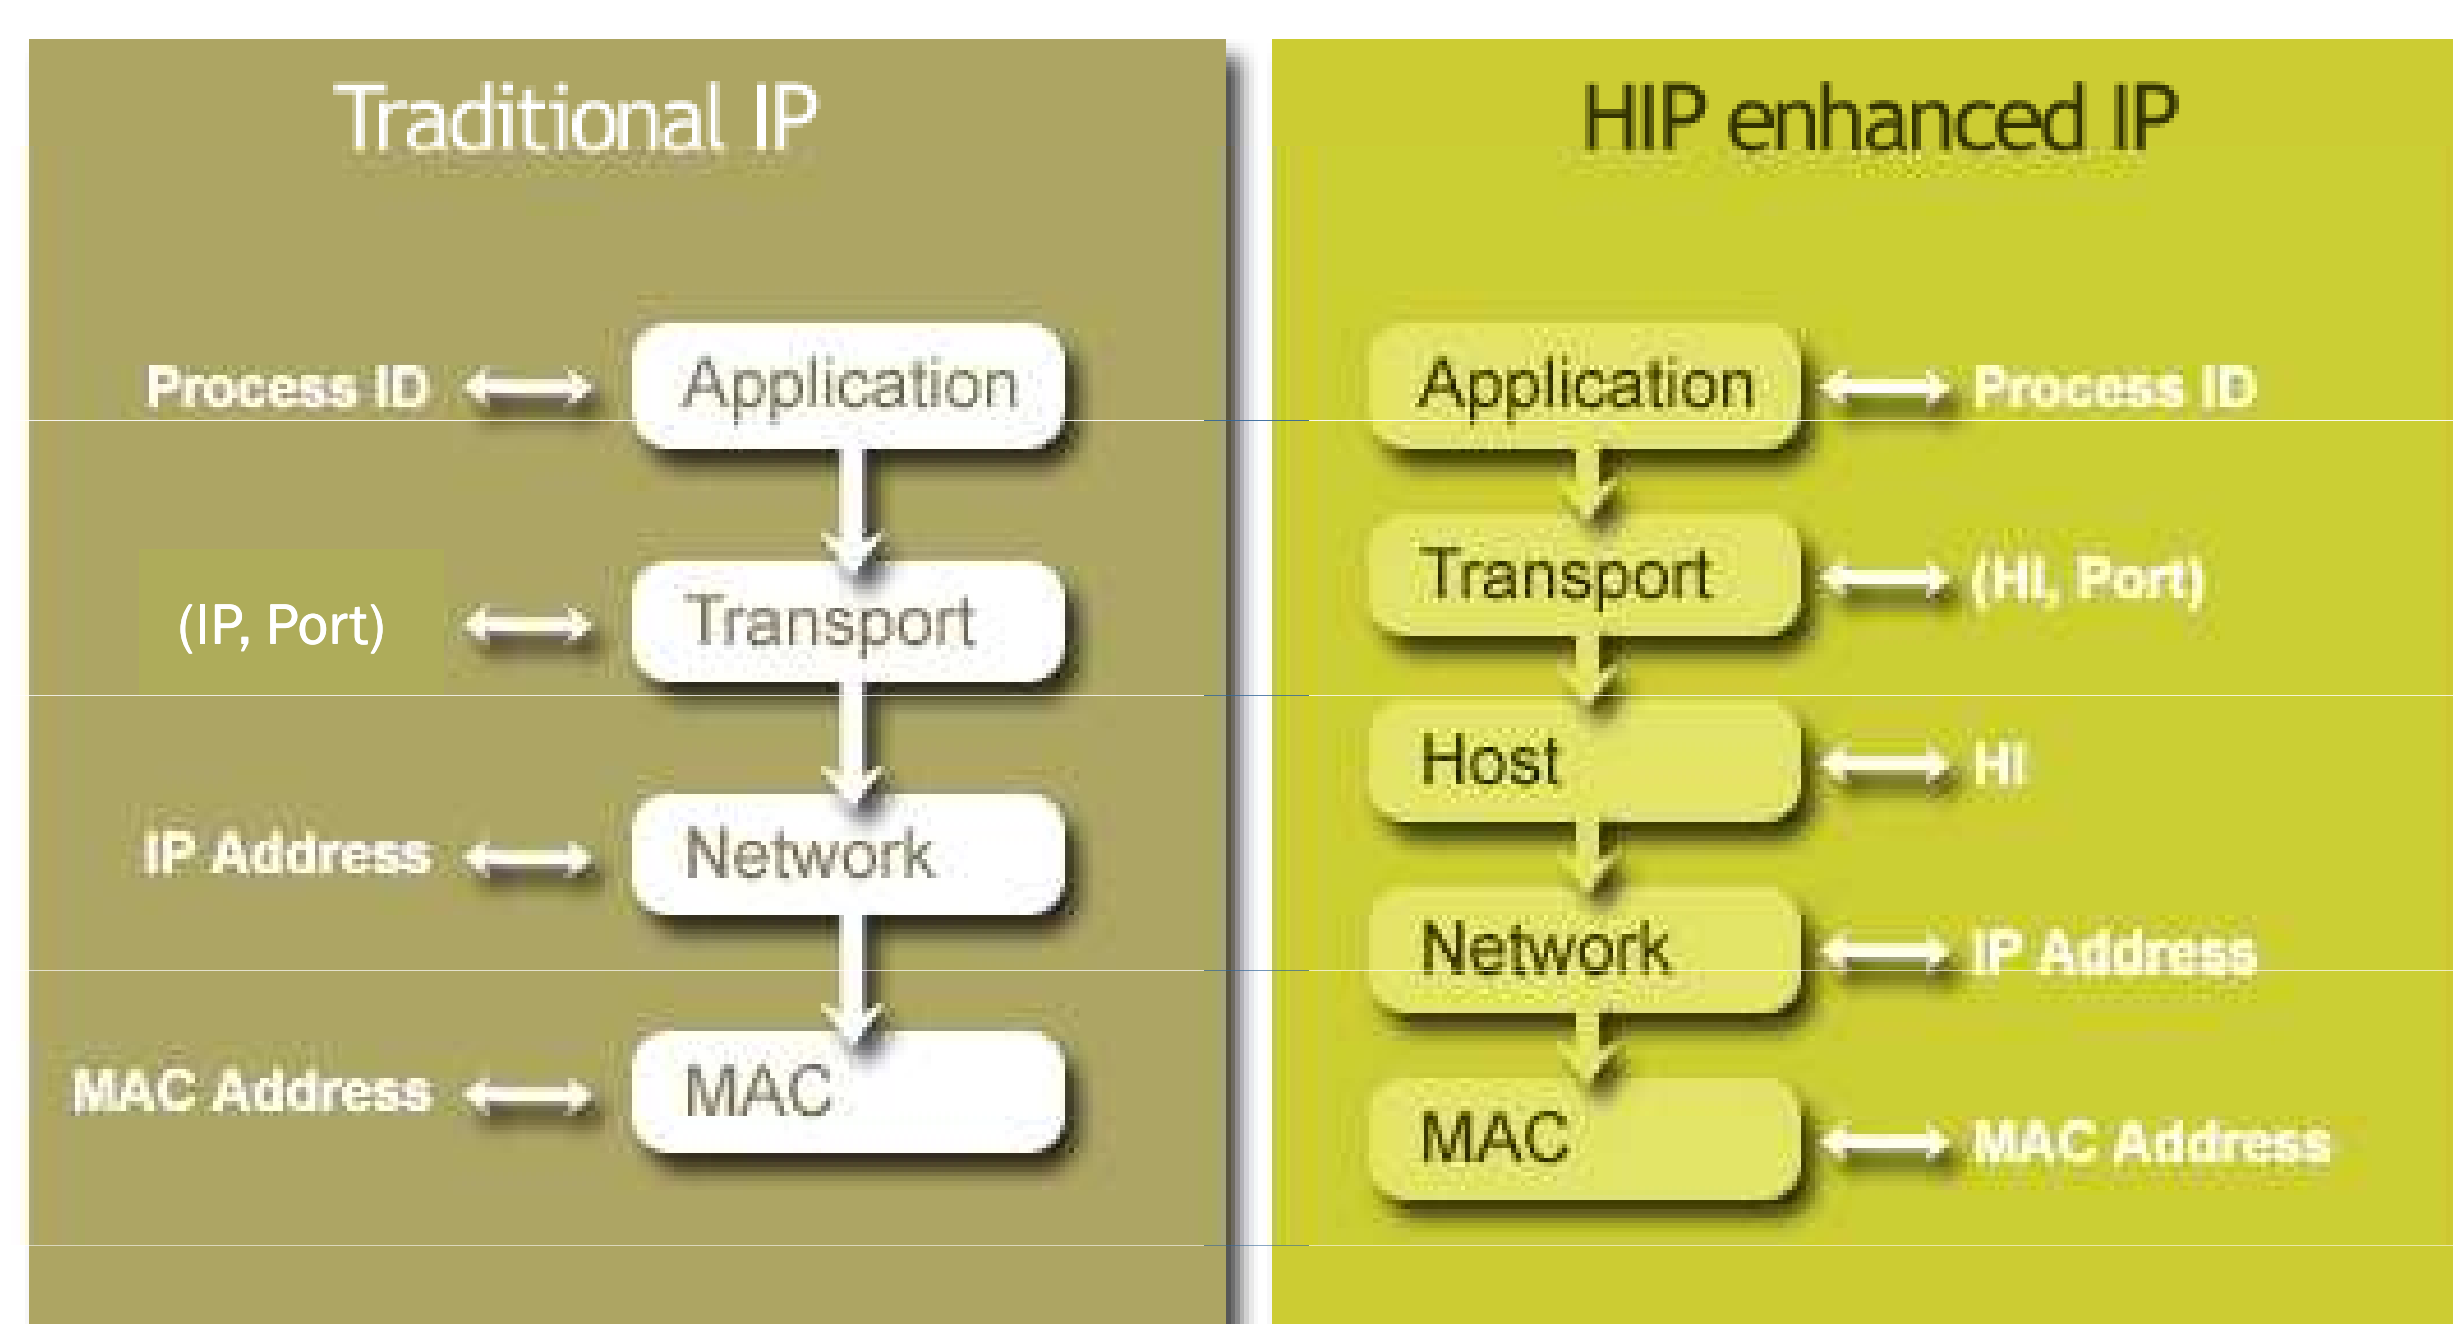 Traditional IP
Process ID
Application
(IP, Port)
Transport
IP Address
Network
MAC Address
MAC
HIP enhanced IP
Application
Process ID
Transport
(HI, Port)
Host
HI
Network
IP Address
MAC
MAC Address